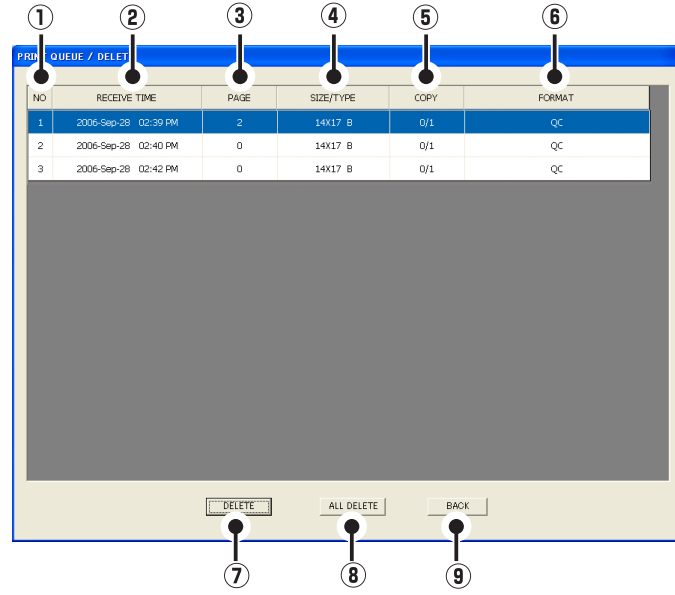 ① ② ③ ④ ⑤ ⑥
PRINT QUEUE / DELETE
NO RECEIVE TIME PAGE SIZE/TYPE COPY FORMAT
1 2006-Sep-28 02:39 PM 2 14X17 B 0/1 QC
2 2006-Sep-28 02:40 PM 0 14X17 B 0/1 QC
3 2006-Sep-28 02:42 PM 0 14X17 B 0/1 QC
DELETE ALL DELETE BACK
⑦ ⑧ ⑨